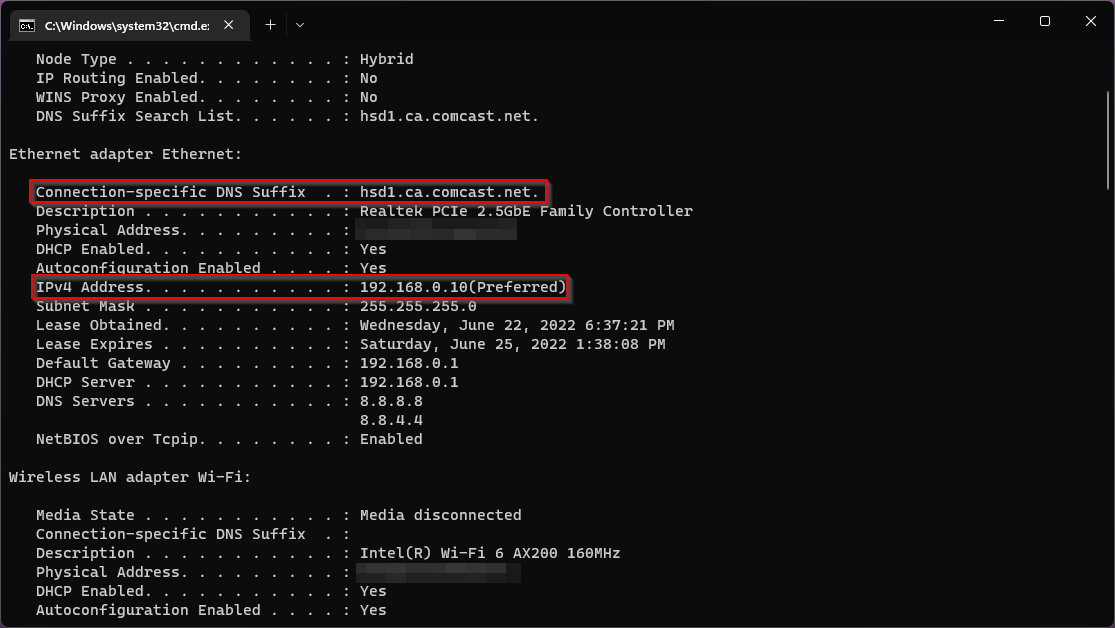 C:\Windows\system32\cmd.e:
Node Type . . . . . . . . . . . . : Hybrid
IP Routing Enabled. . . . . . . . : No
WINS Proxy Enabled. . . . . . . . : No
DNS Suffix Search List. . . . . . : hsd1.ca.comcast.net.
Ethernet adapter Ethernet:
Connection-specific DNS Suffix  . : hsd1.ca.comcast.net.
Description . . . . . . . . . . . : Realtek PCIe 2.5GbE Family Controller
Physical Address. . . . . . . . . :
DHCP Enabled. . . . . . . . . . . : Yes
Autoconfiguration Enabled . . . . : Yes
IPv4 Address. . . . . . . . . . . : 192.168.0.10(Preferred)
Subnet Mask . . . . . . . . . . . : 255.255.255.0
Lease Obtained. . . . . . . . . . : Wednesday, June 22, 2022 6:37:21 PM
Lease Expires . . . . . . . . . . : Saturday, June 25, 2022 1:38:08 PM
Default Gateway . . . . . . . . . : 192.168.0.1
DHCP Server . . . . . . . . . . . : 192.168.0.1
DNS Servers . . . . . . . . . . . : 8.8.8.8
8.8.4.4
NetBIOS over Tcpip. . . . . . . . : Enabled
Wireless LAN adapter Wi-Fi:
Media State . . . . . . . . . . . : Media disconnected
Connection-specific DNS Suffix  . :
Description . . . . . . . . . . . : Intel(R) Wi-Fi 6 AX200 160MHz
Physical Address. . . . . . . . . :
DHCP Enabled. . . . . . . . . . . : Yes
Autoconfiguration Enabled . . . . : Yes